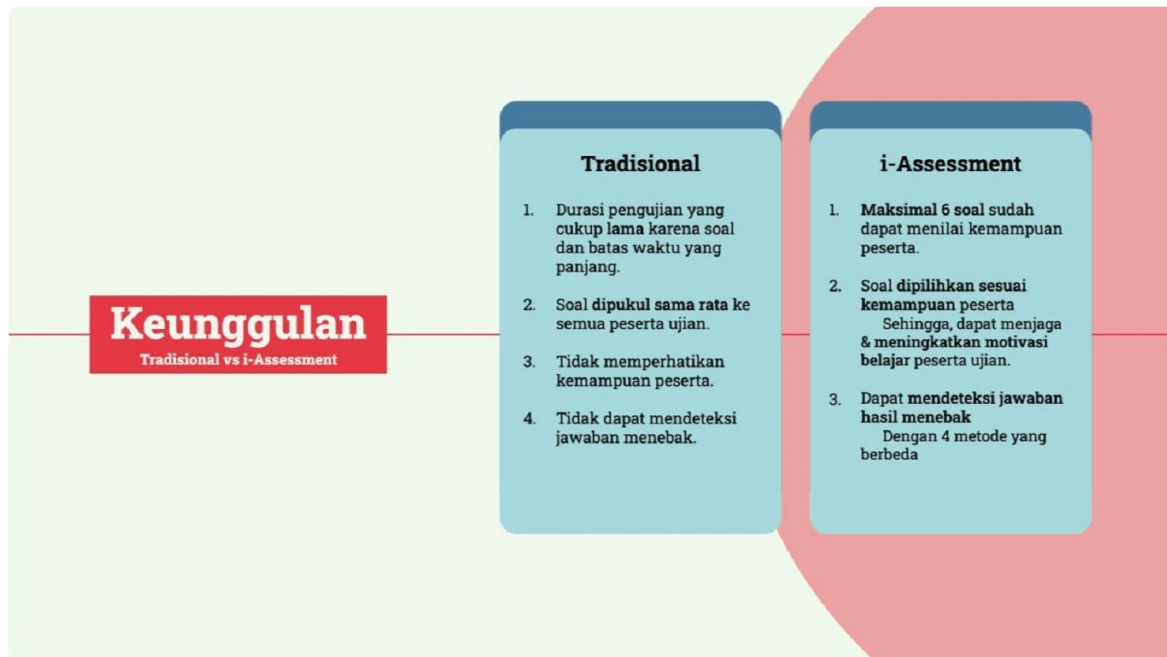 Keunggulan
Tradisional vs i-Assessment
Tradisional
1. Durasi pengujian yang
cukup lama karena soal
dan batas waktu yang
panjang.
2. Soal dipukul sama rata ke
semua peserta ujian.
3. Tidak memperhatikan
kemampuan peserta.
4. Tidak dapat mendeteksi
jawaban menebak.
i-Assessment
1. Maksimal 6 soal sudah
dapat menilai kemampuan
peserta.
2. Soal dipilihkan sesuai
kemampuan peserta
Sehingga, dapat menjaga
& meningkatkan motivasi
belajar peserta ujian.
3. Dapat mendeteksi jawaban
hasil menebak
Dengan 4 metode yang
berbeda